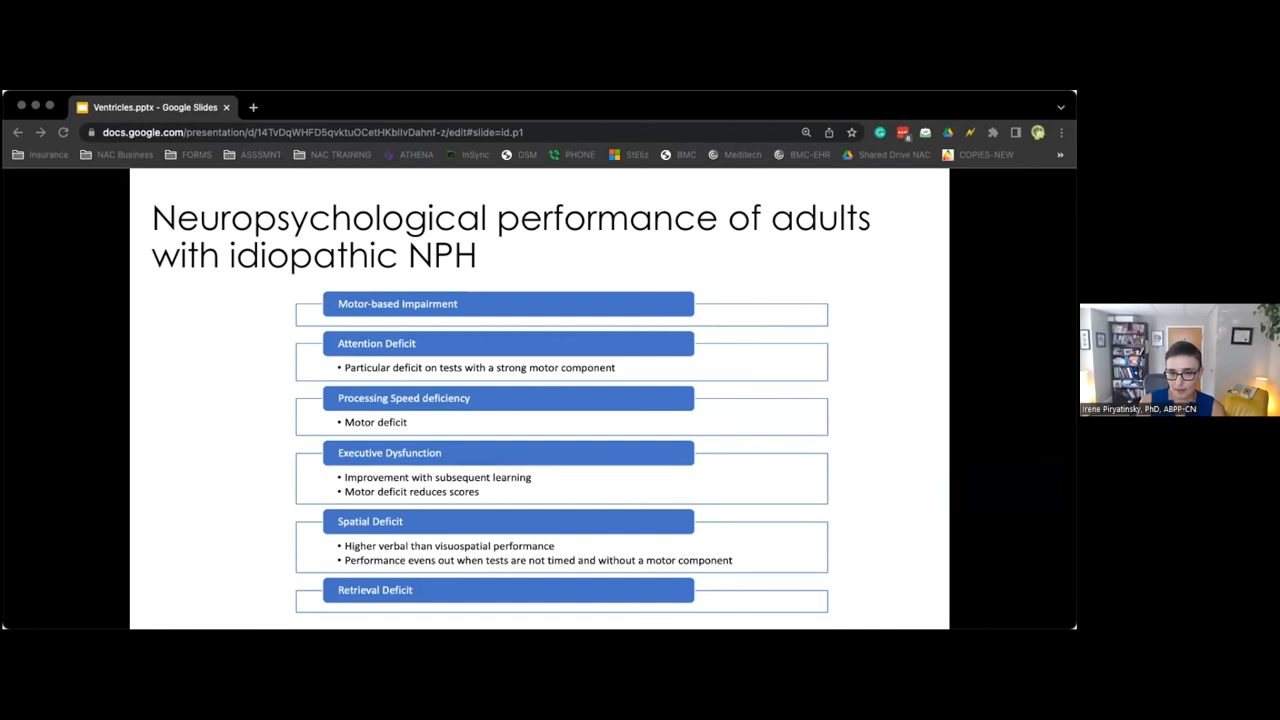 Ventricles.pptx - Google Slides
docs.google.com/presentation/d/14TvDqWHFD5qvktuOCetHKblIvDahnf-z/edit#slide=id.p1
Insurance NAC Business FORMS ASSSMNT NAC TRAINING ATHENA InSync DSM PHONE StEliz BMC Meditech BMC-EHR Shared Drive NAC COPIES-NEW
Neuropsychological performance of adults
with idiopathic NPH
Motor-based Impairment
Attention Deficit
• Particular deficit on tests with a strong motor component
Processing Speed deficiency
• Motor deficit
Executive Dysfunction
• Improvement with subsequent learning
• Motor deficit reduces scores
Spatial Deficit
• Higher verbal than visuospatial performance
• Performance evens out when tests are not timed and without a motor component
Retrieval Deficit
Irene Piryatinsky, PhD, ABPP-CN